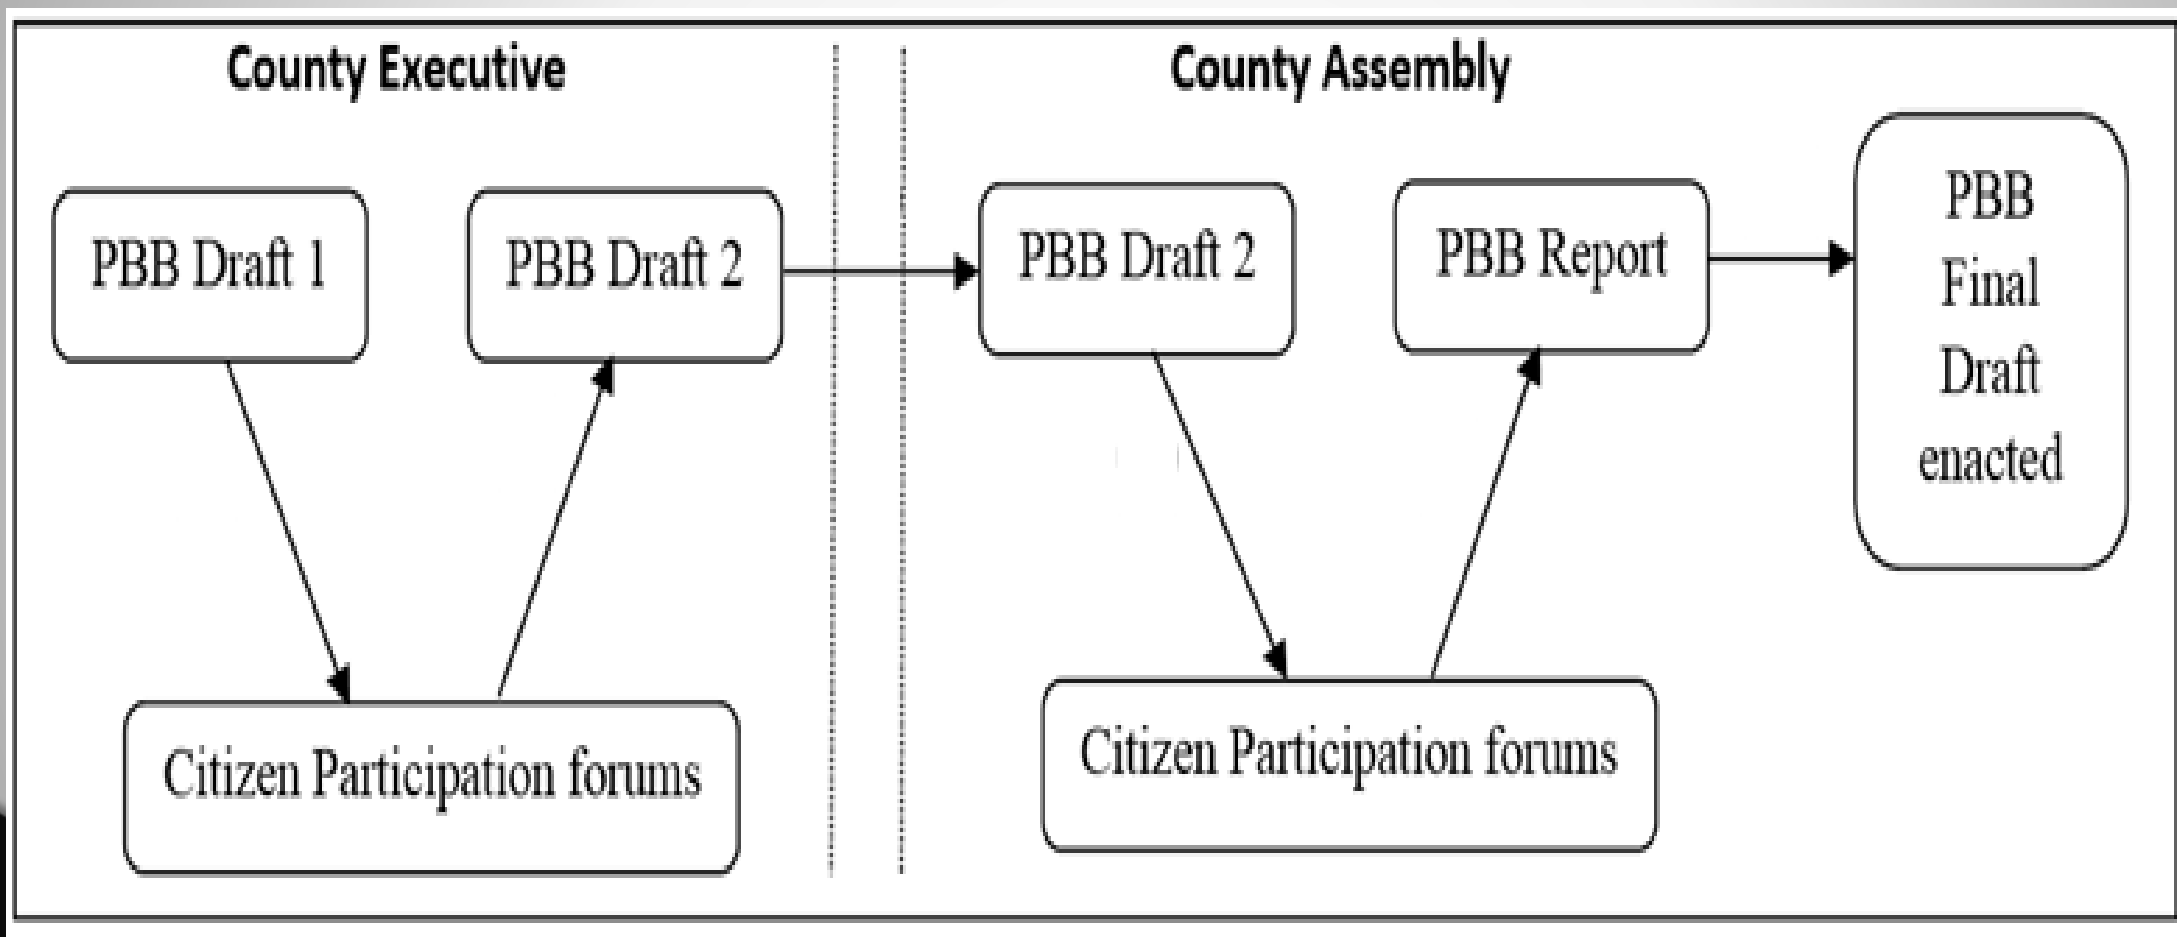 County Executive
County Assembly
PBB Draft 1
PBB Draft 2
PBB Draft 2
PBB Report
PBB
Final
Draft
enacted
Citizen Participation forums
Citizen Participation forums